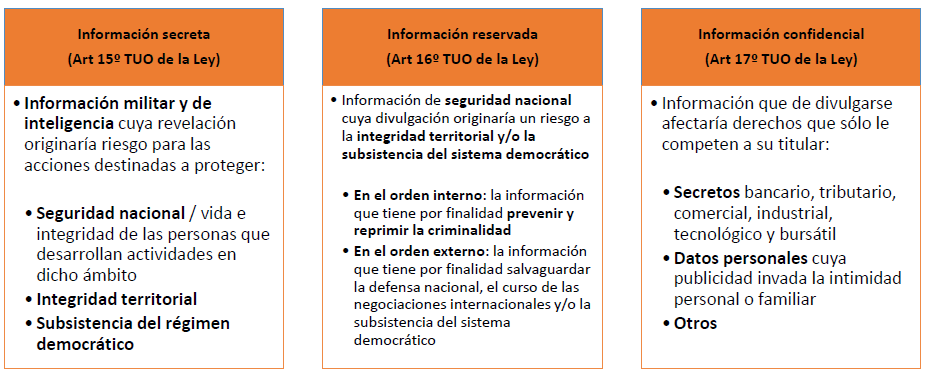 Información secreta
(Art 15º TUO de la Ley)
• Información militar y de
inteligencia cuya revelación
originaría riesgo para las
acciones destinadas a proteger:
• Seguridad nacional / vida e
integridad de las personas que
desarrollan actividades en
dicho ámbito
• Integridad territorial
• Subsistencia del régimen
democrático
Información reservada
(Art 16º TUO de la Ley)
• Información de seguridad nacional
cuya divulgación originaría un riesgo a
la integridad territorial y/o la
subsistencia del sistema democrático
• En el orden interno: la información
que tiene por finalidad prevenir y
reprimir la criminalidad
• En el orden externo: la información
que tiene por finalidad salvaguardar
la defensa nacional, el curso de las
negociaciones internacionales y/o la
subsistencia del sistema
democrático
Información confidencial
(Art 17º TUO de la Ley)
• Información que de divulgarse
afectaría derechos que sólo le
competen a su titular:
• Secretos bancario, tributario,
comercial, industrial,
tecnológico y bursátil
• Datos personales cuya
publicidad invada la intimidad
personal o familiar
• Otros